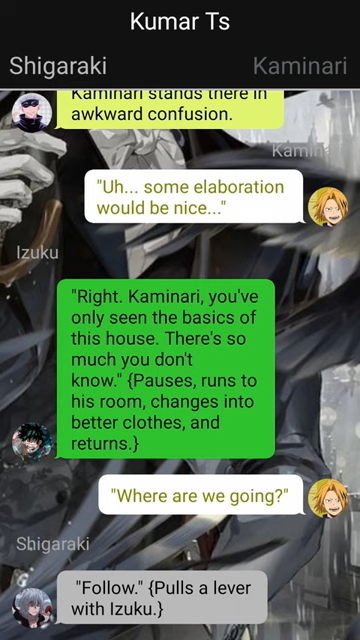 Kumar Ts
Shigaraki
Kaminari
Kaminari stands there in
awkward confusion.
Kaminari
"Uh... some elaboration
would be nice..."
Izuku
"Right. Kaminari, you've
only seen the basics of
this house. There's so
much you don't
know." {Pauses, runs to
his room, changes into
better clothes, and
returns.}
"Where are we going?"
Shigaraki
"Follow." {Pulls a lever
with Izuku.}